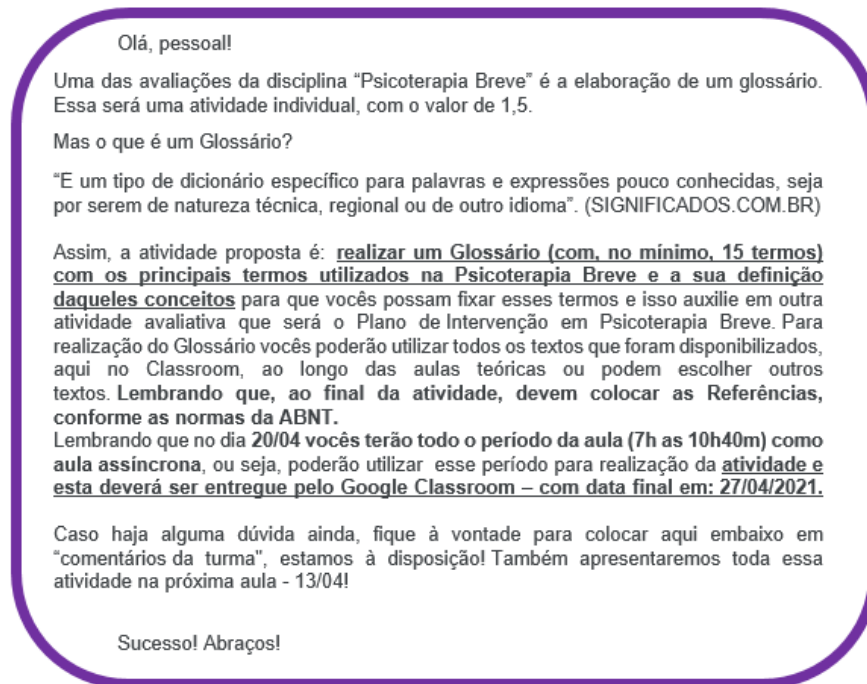 Olá, pessoal!
Uma das avaliações da disciplina “Psicoterapia Breve” é a elaboração de um glossário.
Essa será uma atividade individual, com o valor de 1,5.
Mas o que é um Glossário?
“E um tipo de dicionário específico para palavras e expressões pouco conhecidas, seja
por serem de natureza técnica, regional ou de outro idioma”. (SIGNIFICADOS.COM.BR)
Assim, a atividade proposta é: realizar um Glossário (com, no mínimo, 15 termos)
com os principais termos utilizados na Psicoterapia Breve e a sua definição
daqueles conceitos para que vocês possam fixar esses termos e isso auxilie em outra
atividade avaliativa que será o Plano de Intervenção em Psicoterapia Breve. Para
realização do Glossário vocês poderão utilizar todos os textos que foram disponibilizados,
aqui no Classroom, ao longo das aulas teóricas ou podem escolher outros
textos. Lembrando que, ao final da atividade, devem colocar as Referências,
conforme as normas da ABNT.
Lembrando que no dia 20/04 vocês terão todo o período da aula (7h as 10h40m) como
aula assíncrona, ou seja, poderão utilizar esse período para realização da atividade e
esta deverá ser entregue pelo Google Classroom – com data final em: 27/04/2021.
Caso haja alguma dúvida ainda, fique à vontade para colocar aqui embaixo em
“comentários da turma", estamos à disposição! Também apresentaremos toda essa
atividade na próxima aula - 13/04!
Sucesso! Abraços!